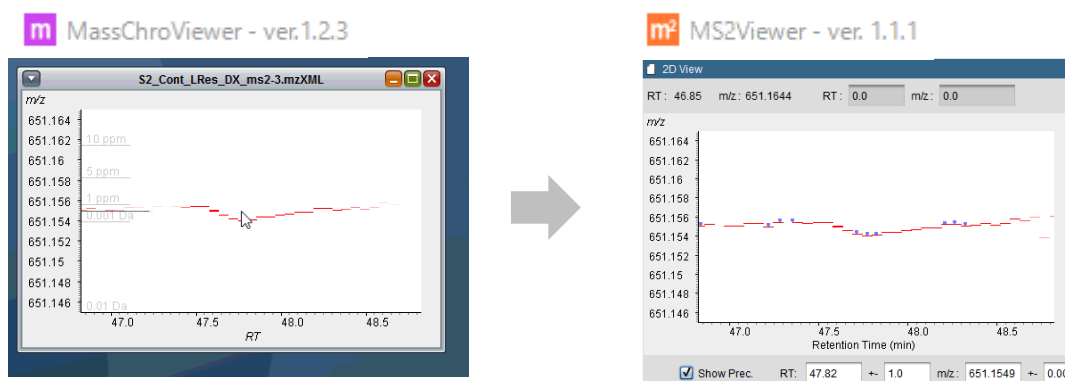 m MassChroViewer - ver.1.2.3
S2_Cont_LRes_DX_ms2-3.mzXML
m/z
651.164
651.162
10 ppm
651.16
5 ppm
651.158
651.156
1 ppm
651.154
0.001 Da
651.152
651.15
651.148
651.146
0.01 Da
47.0 47.5 48.0 48.5
RT
m² MS2Viewer - ver. 1.1.1
2D View
RT : 46.85 m/z : 651.1644 RT : 0.0 m/z : 0.0
m/z
651.164
651.162
651.16
651.158
651.156
651.154
651.152
651.15
651.148
651.146
47.0 47.5 48.0 48.5
Retention Time (min)
Show Prec. RT: 47.82 +- 1.0 m/z : 651.1549 +- 0.00